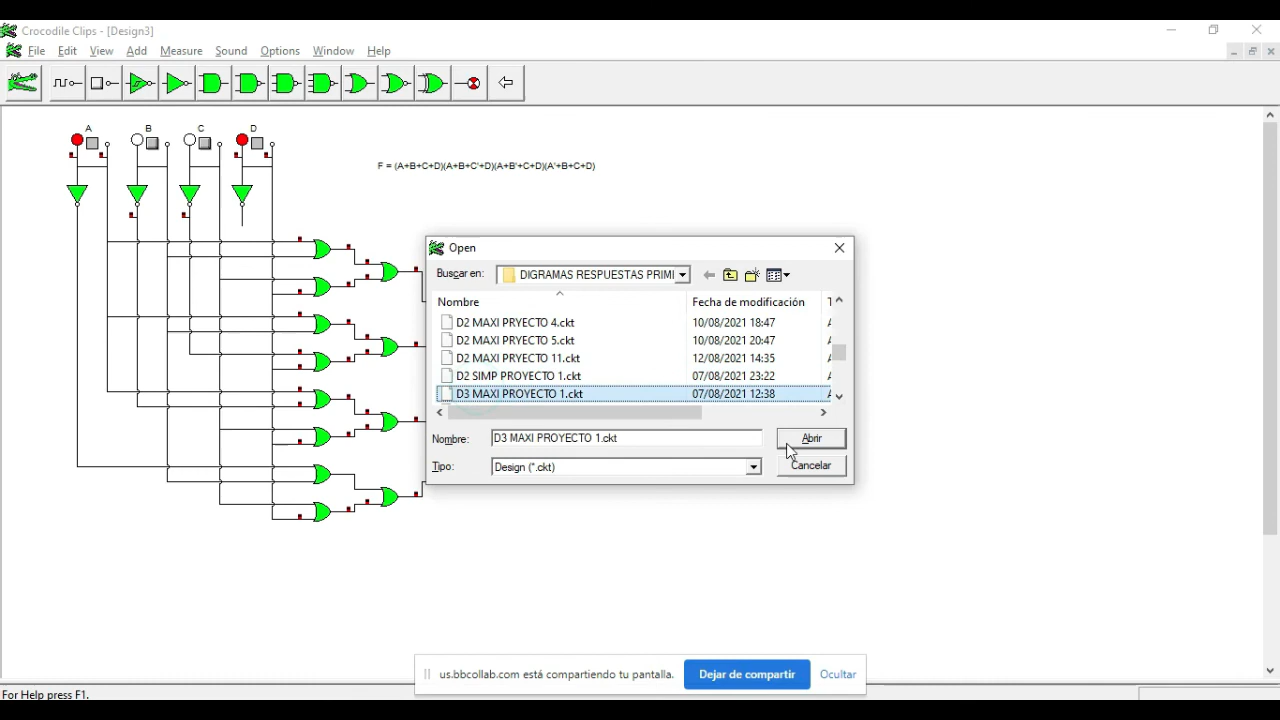 Crocodile Clips - [Design3]
File Edit View Add Measure Sound Options Window Help
A B C D
F = (A+B+C+D)(A+B+C'+D)(A+B'+C+D)(A'+B+C+D)
Open
Buscar en: DIGRAMAS RESPUESTAS PRIMI
Nombre Fecha de modificación T
D2 MAXI PRYECTO 4.ckt 10/08/2021 18:47 A
D2 MAXI PRYECTO 5.ckt 10/08/2021 20:47 A
D2 MAXI PRYECTO 11.ckt 12/08/2021 14:35 A
D2 SIMP PROYECTO 1.ckt 07/08/2021 23:22 A
D3 MAXI PROYECTO 1.ckt 07/08/2021 12:38 A
Nombre: D3 MAXI PROYECTO 1.ckt Abrir
Tipo: Design (*.ckt) Cancelar
us.bbcollab.com está compartiendo tu pantalla. Dejar de compartir Ocultar
For Help press F1.